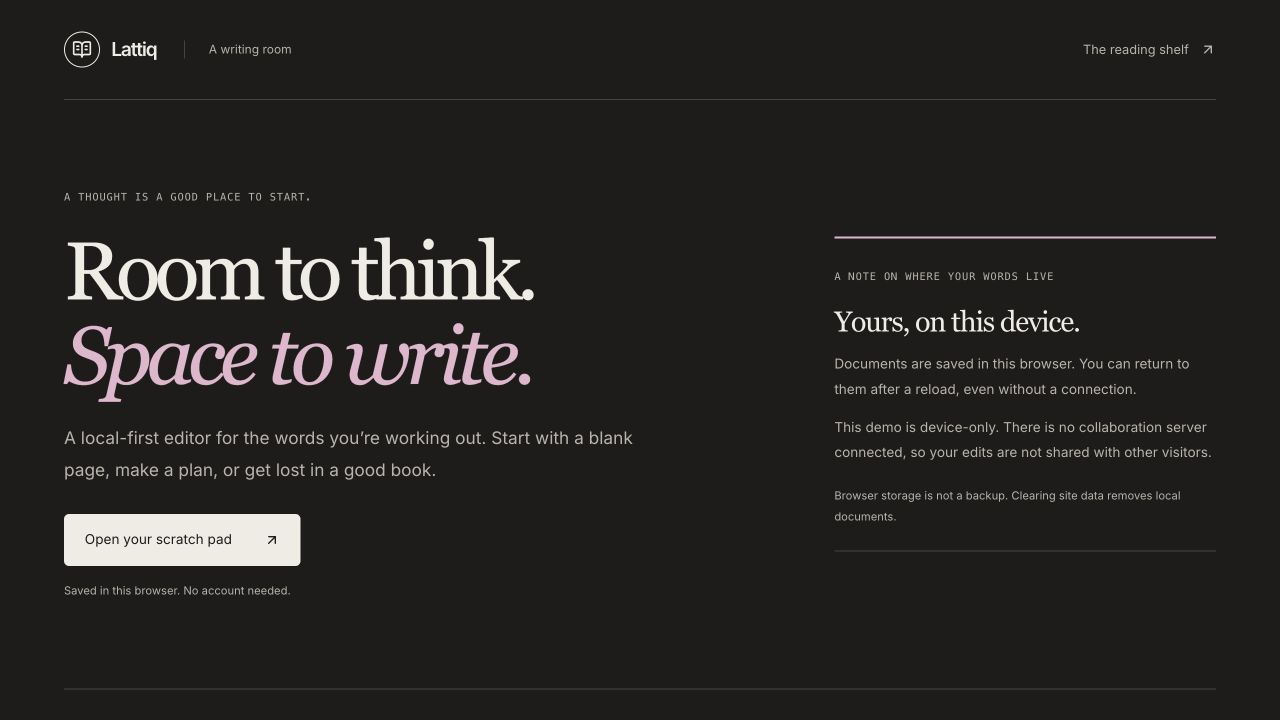 Lattiq
A writing room
The reading shelf
A THOUGHT IS A GOOD PLACE TO START.
Room to think.
Space to write.
A local-first editor for the words you’re working out. Start with a blank
page, make a plan, or get lost in a good book.
Open your scratch pad
Saved in this browser. No account needed.
A NOTE ON WHERE YOUR WORDS LIVE
Yours, on this device.
Documents are saved in this browser. You can return to
them after a reload, even without a connection.
This demo is device-only. There is no collaboration server
connected, so your edits are not shared with other visitors.
Browser storage is not a backup. Clearing site data removes local
documents.